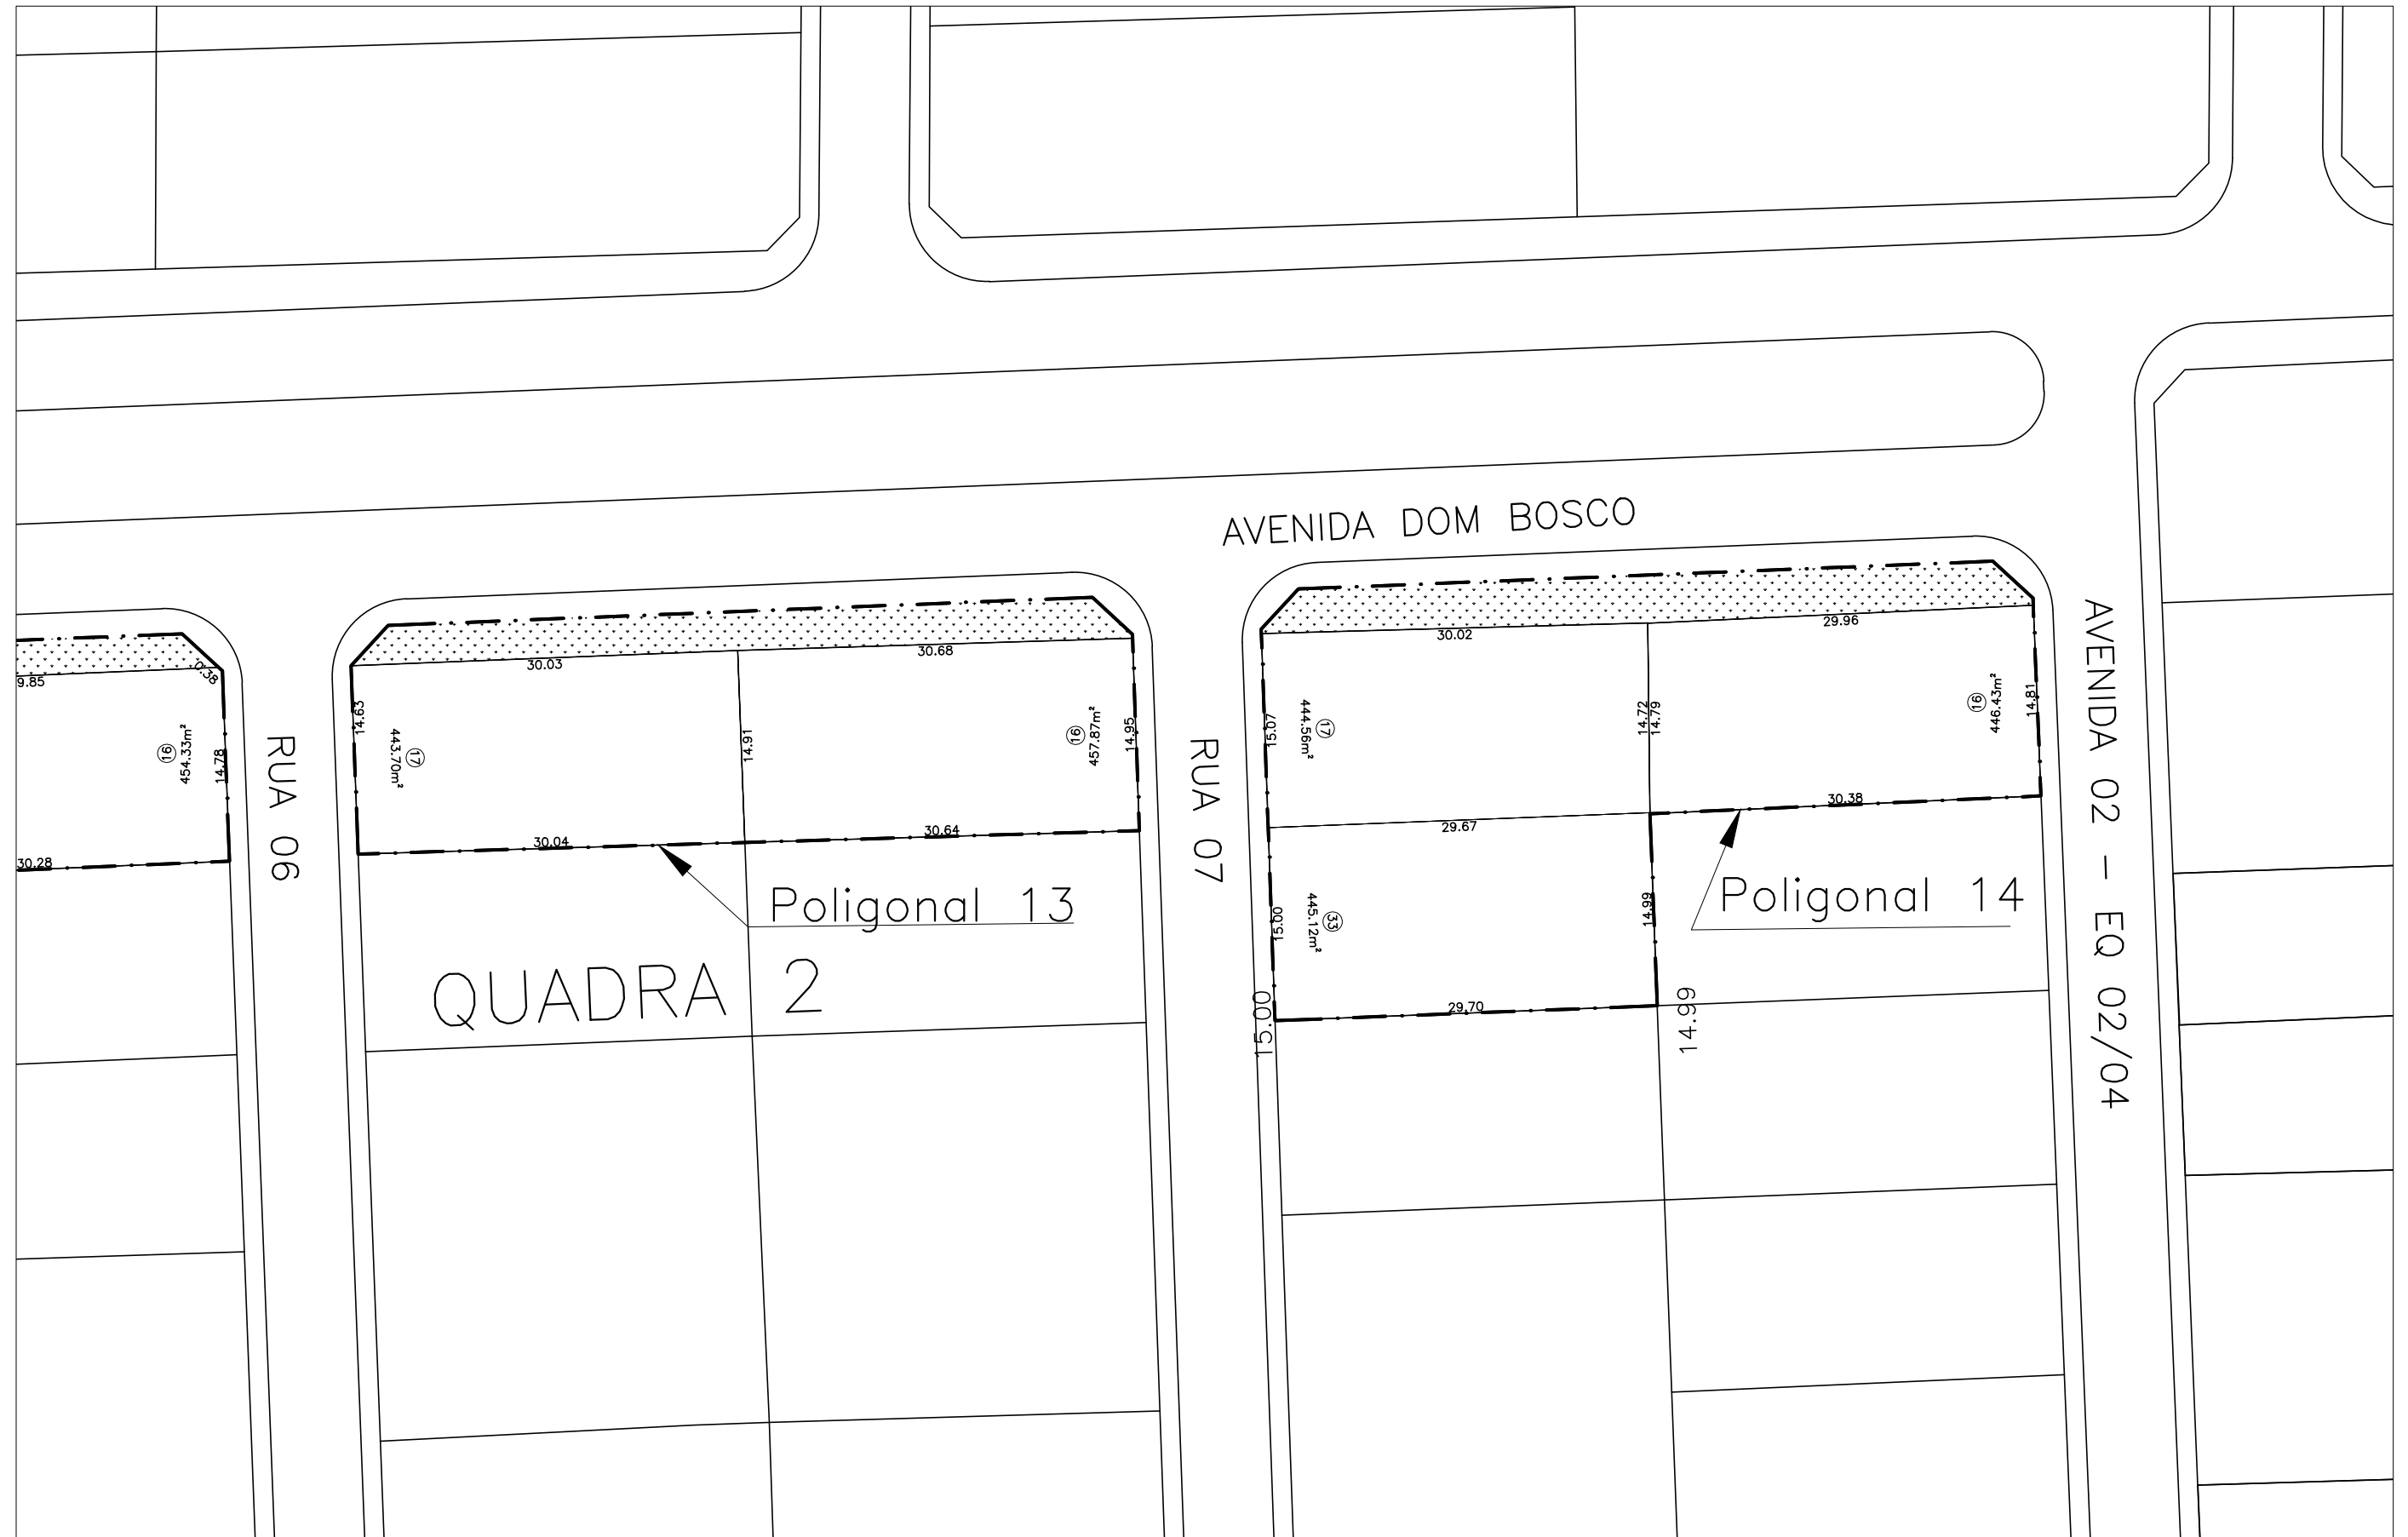 AVENIDA DOM BOSCO
9.85
0.38
⑯
454.33m²
14.78
30.28
RUA 06
30.03
30.68
14.63
⑰
443.70m²
14.91
⑯
457.87m²
14.95
30.04
30.64
Poligonal 13
QUADRA 2
RUA 07
30.02
29.96
15.07
⑰
444.56m²
14.72
14.79
⑯
446.43m²
14.81
29.67
30.38
15.00
㉝
445.12m²
14.99
Poligonal 14
29.70
15.00
14.99
AVENIDA 02 - EQ 02/04